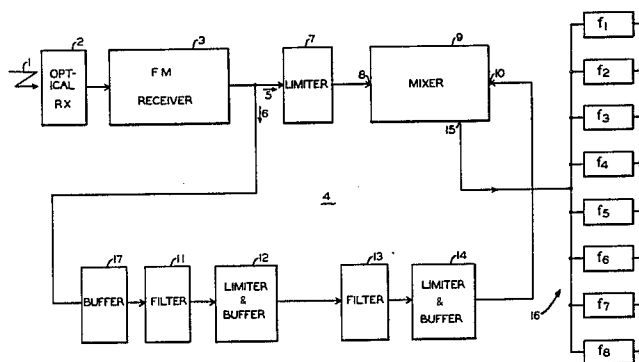 1
2
OPT-
ICAL
RX
3
FM
RECEIVER
5
6
7
LIMITER
8
9
MIXER
10
15
4
17
BUFFER
11
FILTER
12
LIMITER
&
BUFFER
13
FILTER
14
LIMITER
&
BUFFER
16
f1
f2
f3
f4
f5
f6
f7
f8